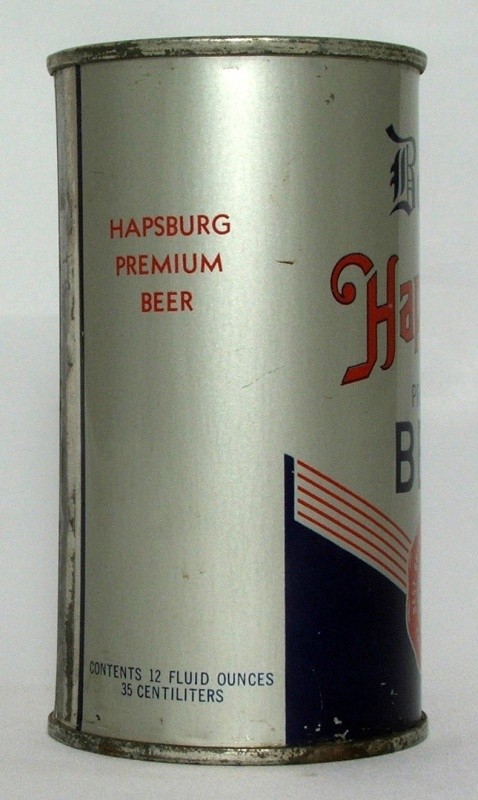 HAPSBURG
PREMIUM
BEER
CONTENTS 12 FLUID OUNCES
35 CENTILITERS